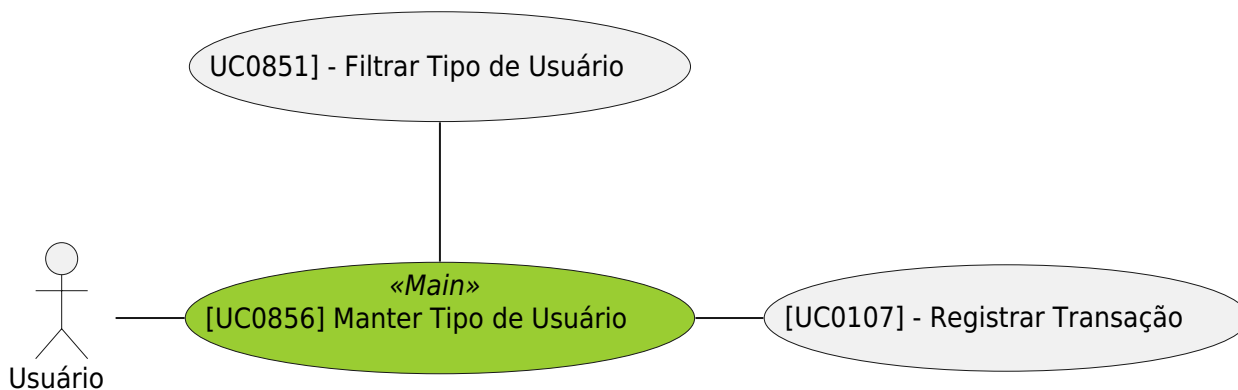 UC0851] - Filtrar Tipo de Usuário
«Main»
[UC0856] Manter Tipo de Usuário
[UC0107] - Registrar Transação
Usuário